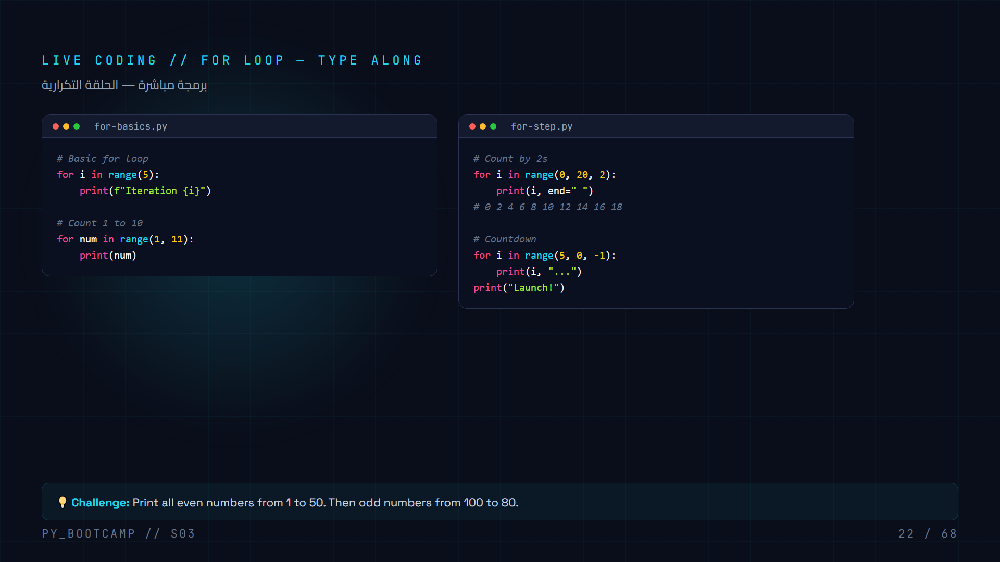 LIVE CODING // FOR LOOP — TYPE ALONG
برمجة مباشرة — الحلقة التكرارية
for-basics.py
# Basic for loop
for i in range(5):
    print(f"Iteration {i}")
# Count 1 to 10
for num in range(1, 11):
    print(num)
for-step.py
# Count by 2s
for i in range(0, 20, 2):
    print(i, end=" ")
# 0 2 4 6 8 10 12 14 16 18
# Countdown
for i in range(5, 0, -1):
    print(i, "...")
print("Launch!")
💡 Challenge: Print all even numbers from 1 to 50. Then odd numbers from 100 to 80.
PY_BOOTCAMP // S03
22 / 68